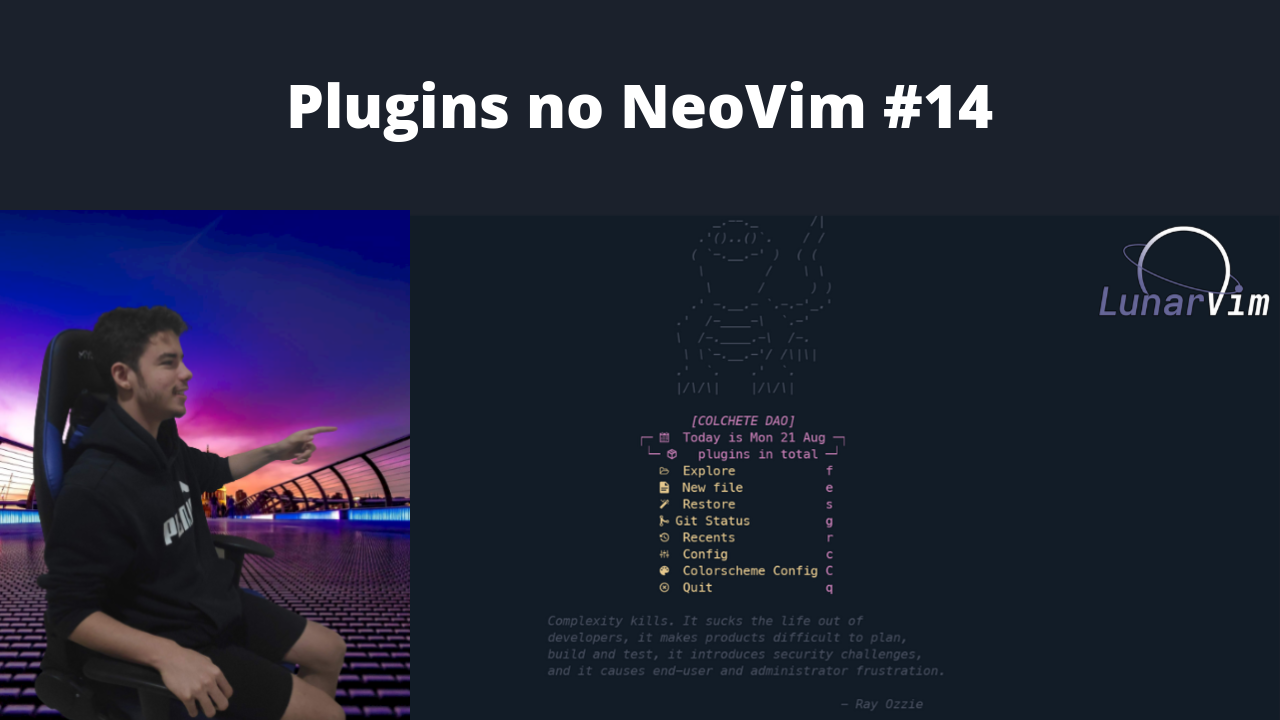 Plugins no NeoVim #14
LunarVim
[COLCHETE DAO]
Today is Mon 21 Aug
plugins in total
Explore f
New file e
Restore s
Git Status g
Recents r
Config c
Colorscheme Config C
Quit q
Complexity kills. It sucks the life out of
developers, it makes products difficult to plan,
build and test, it introduces security challenges,
and it causes end-user and administrator frustration.
— Ray Ozzie